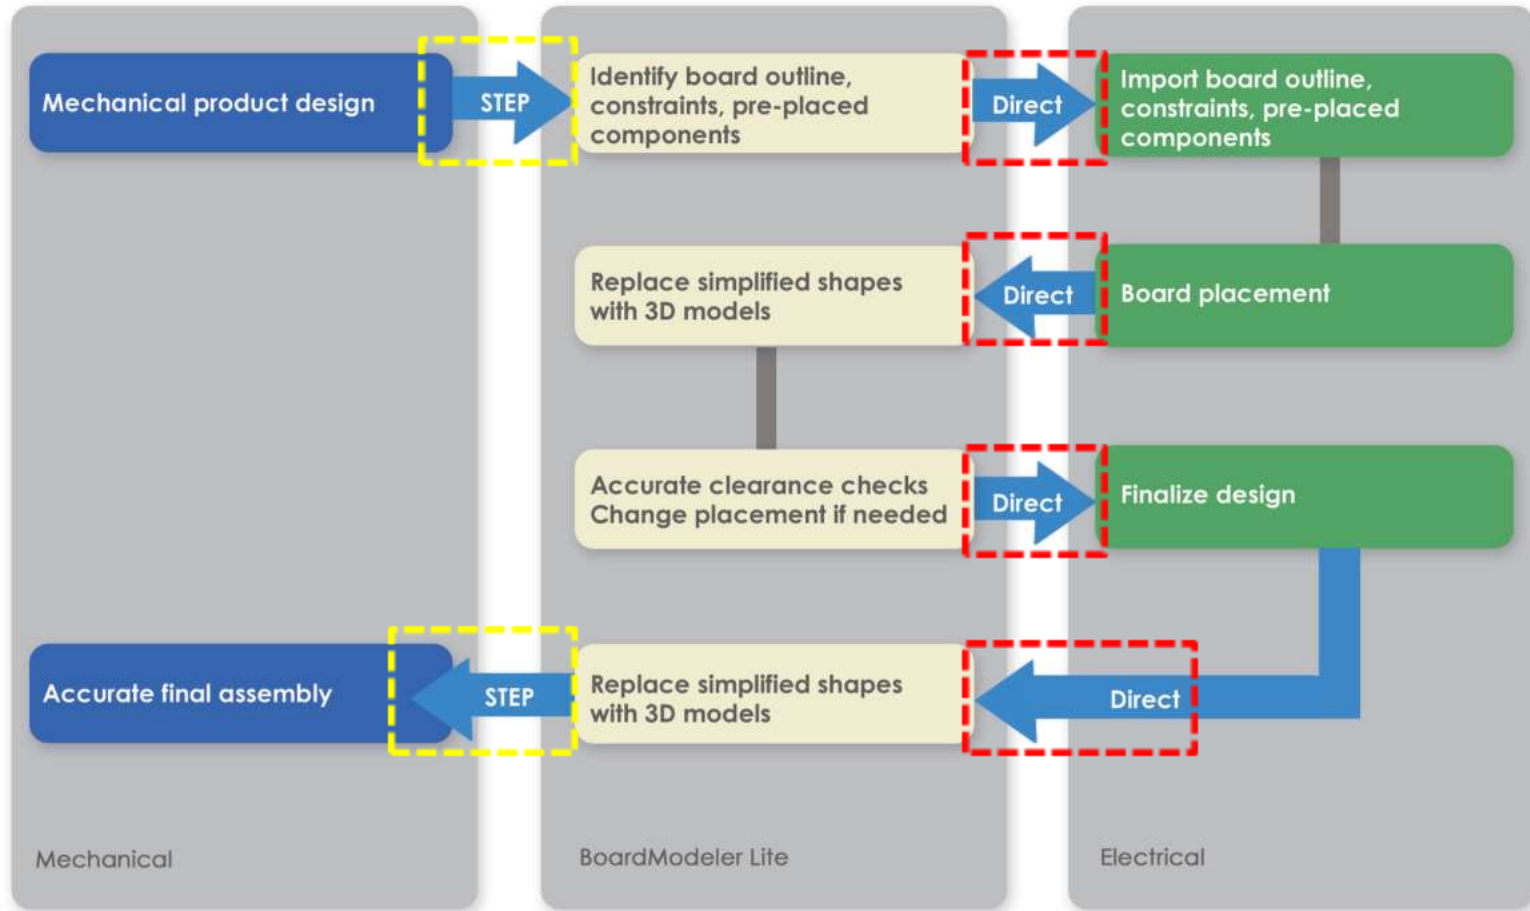 Mechanical product design
STEP
Identify board outline,
constraints, pre-placed
components
Direct
Import board outline,
constraints, pre-placed
components
Replace simplified shapes
with 3D models
Direct
Board placement
Accurate clearance checks
Change placement if needed
Direct
Finalize design
Accurate final assembly
STEP
Replace simplified shapes
with 3D models
Direct
Mechanical
BoardModeler Lite
Electrical